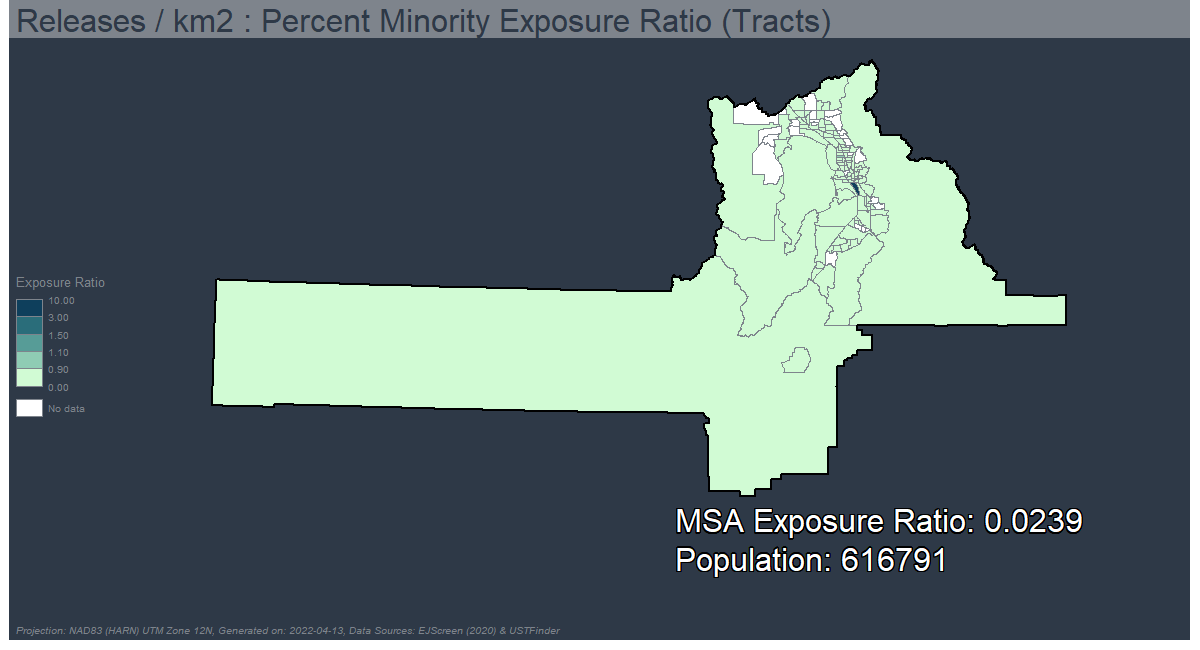 Releases / km2 : Percent Minority Exposure Ratio (Tracts)
Exposure Ratio
10.00
3.00
1.50
1.10
0.90
0.00
No data
MSA Exposure Ratio: 0.0239
Population: 616791
Projection: NAD83 (HARN) UTM Zone 12N, Generated on: 2022-04-13, Data Sources: EJScreen (2020) & USTFinder